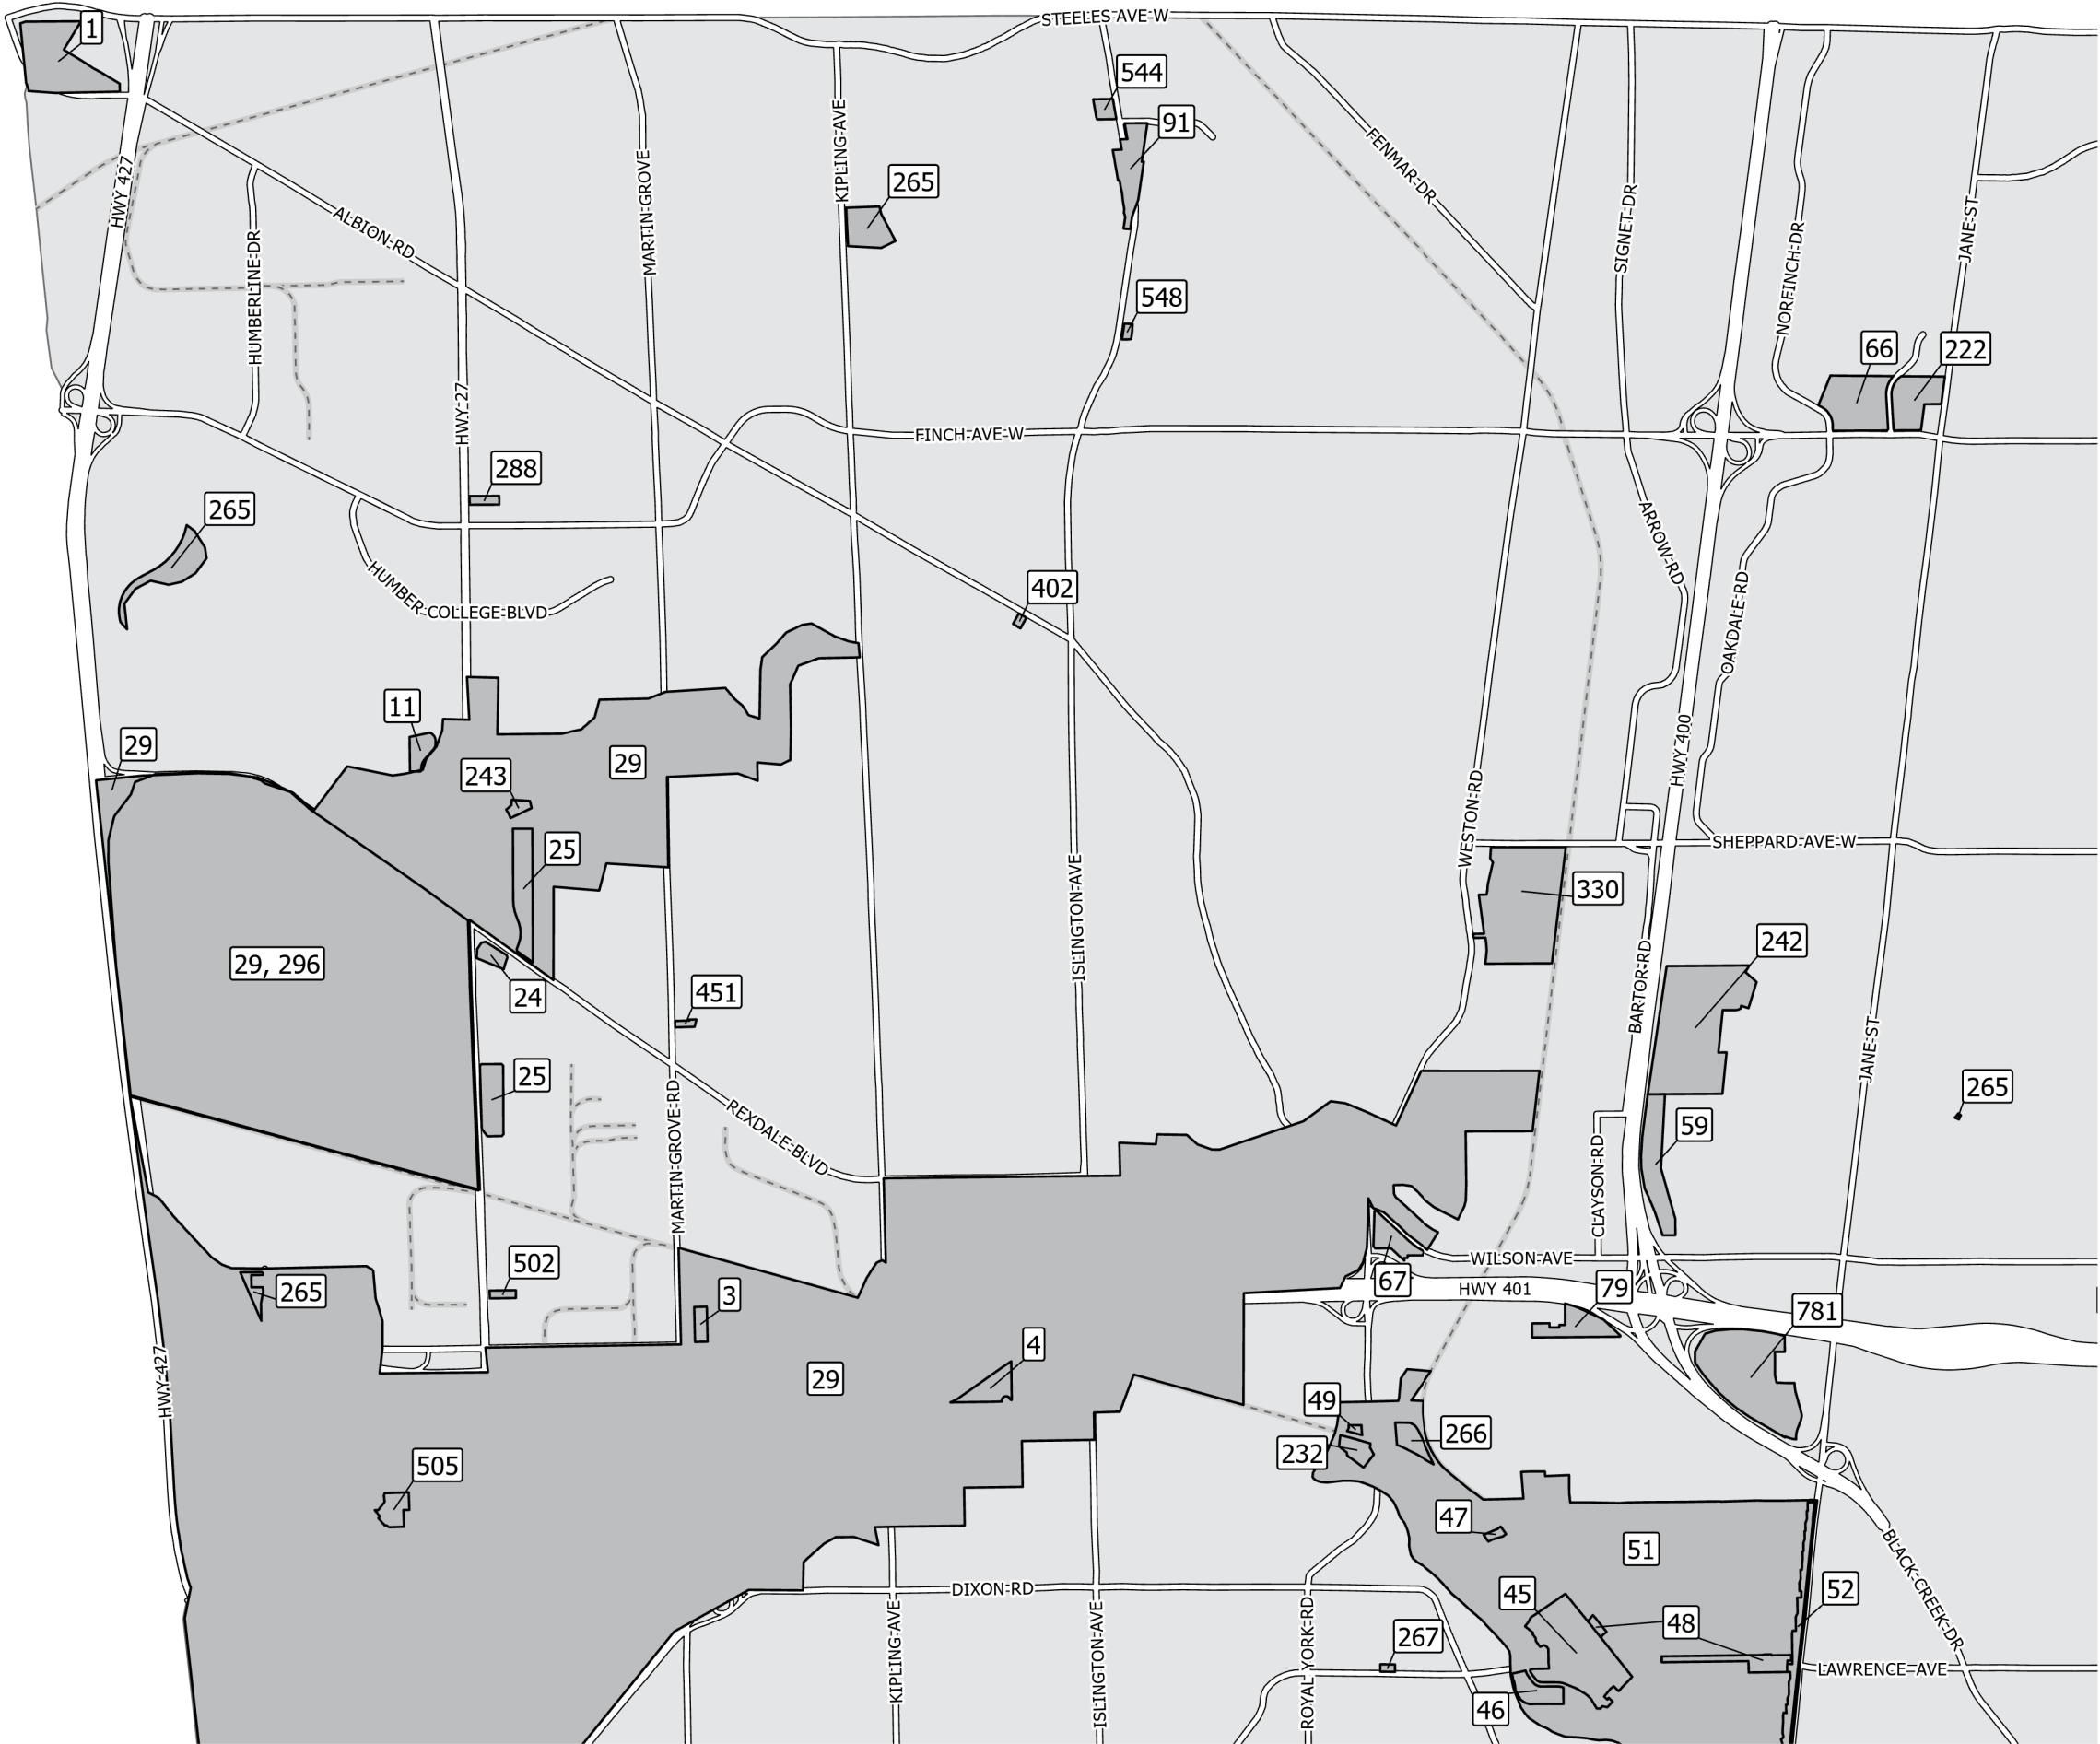 STEELES AVE W
1
544
91
HWY 427
ALBION RD
HUMBERLINE DR
MARTIN GROVE
KIPLING AVE
265
FENMAR DR
SIGNET DR
NORFINCH DR
JANE ST
548
66
222
HWY 27
FINCH AVE W
288
265
HUMBER COLLEGE BLVD
402
ARROW RD
OAKDALE RD
11
29
243
29
HWY 400
25
WESTON RD
SHEPPARD AVE W
330
ISLINGTON AVE
29, 296
24
451
BARTOR RD
242
25
MARTIN GROVE RD
REXDALE BLVD
JANE ST
265
59
CLAYSON RD
502
265
3
WILSON AVE
67
HWY 401
79
781
4
29
HWY 427
49
232
266
505
47
51
BLACK CREEK DR
DIXON RD
45
48
52
KIPLING AVE
ISLINGTON AVE
ROYAL YORK RD
267
46
LAWRENCE AVE